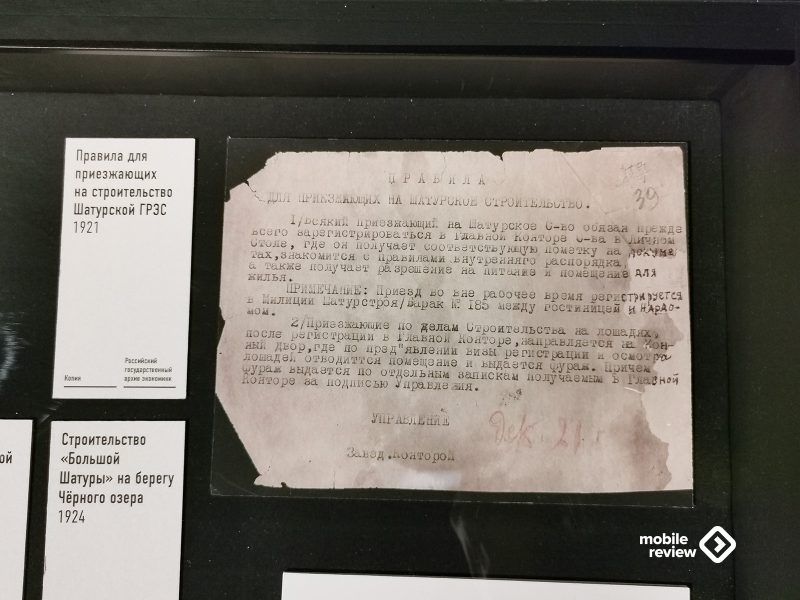 Правила для
приезжающих
на строительство
Шатурской ГРЭС
1921
Копия
Российский
государственный
архив экономики
Строительство
«Большой
Шатуры» на берегу
Чёрного озера
1924
ой
39
ПРАВИЛА
ДЛЯ ПРИЕЗЖАЮЩИХ НА ШАТУРСКОЕ СТРОИТЕЛЬСТВО.
1/Всякий приезжающий на Шатурское С-во обязан прежде
всего зарегистрироваться в Главной Конторе С-ва в Личном
Столе, где он получает соответствующую пометку на докумен
тах,знакомится с правилами внутренняго распорядка,
а также получает разрешение на питание и помещение для
жилья.
ПРИМЕЧАНИЕ: Приезд во вне рабочее время регистрируется
в Милиции Шатурстроя/Барак № 185 между гостиницей и Нардо-
мом.
2/Приезжающие по делам Строительства на лошадях,
после регистрации в Главной Конторе,направляется на Кон-
ный двор,где по пред"явлении визы регистрации и осмотра
лошадей отводится помещение и выдается фураж. Причем
фураж выдается по отдельным запискам получаемым в Главной
Конторе за подписью Управления.
УПРАВЛЕНИЕ
Дек. 21 г
Завед.Конторой
mobile
review